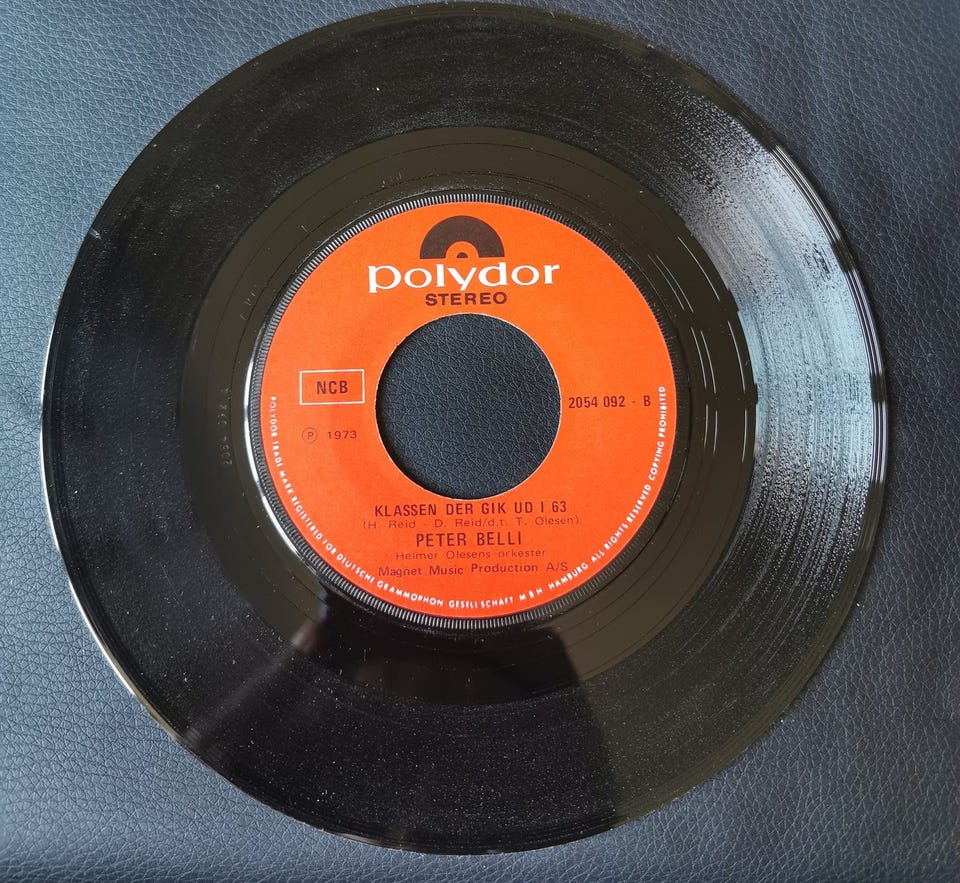 polydor
STEREO
NCB
2054 092 - B
Ⓟ 1973
KLASSEN DER GIK UD I 63
(H. Reid - D. Reid/d.t. T. Olesen)
PETER BELLI
Helmer Olesens orkester
Magnet Music Production A/S
POLYDOR TRADE MARK REGISTERED FOR DEUTSCHE GRAMMOPHON GESELLSCHAFT MBH HAMBURG ALL RIGHTS RESERVED COPYING PROHIBITED